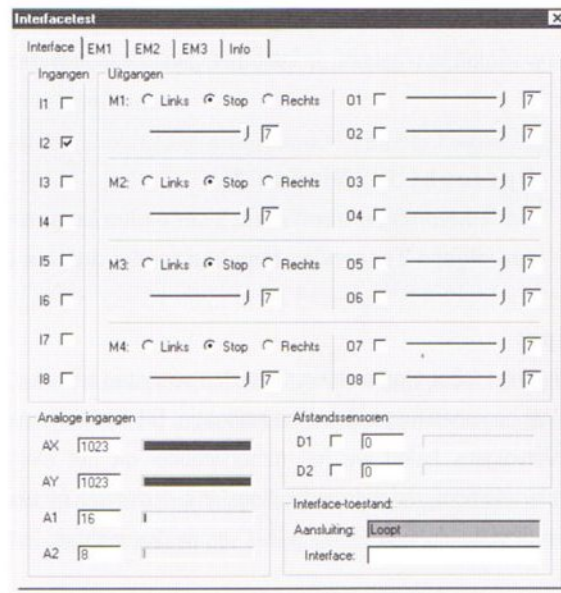 Interfacetest
Interface EM1 EM2 EM3 Info
Ingangen Uitgangen
I1 M1: Links Stop Rechts O1 7
I2 7 O2 7
I3 M2: Links Stop Rechts O3 7
I4 7 O4 7
I5 M3: Links Stop Rechts O5 7
I6 7 O6 7
I7 M4: Links Stop Rechts O7 7
I8 7 O8 7
Analoge ingangen
AX 1023
AY 1023
A1 16
A2 8
Afstandssensoren
D1 0
D2 0
Interface-toestand:
Aansluiting: Loopt
Interface: